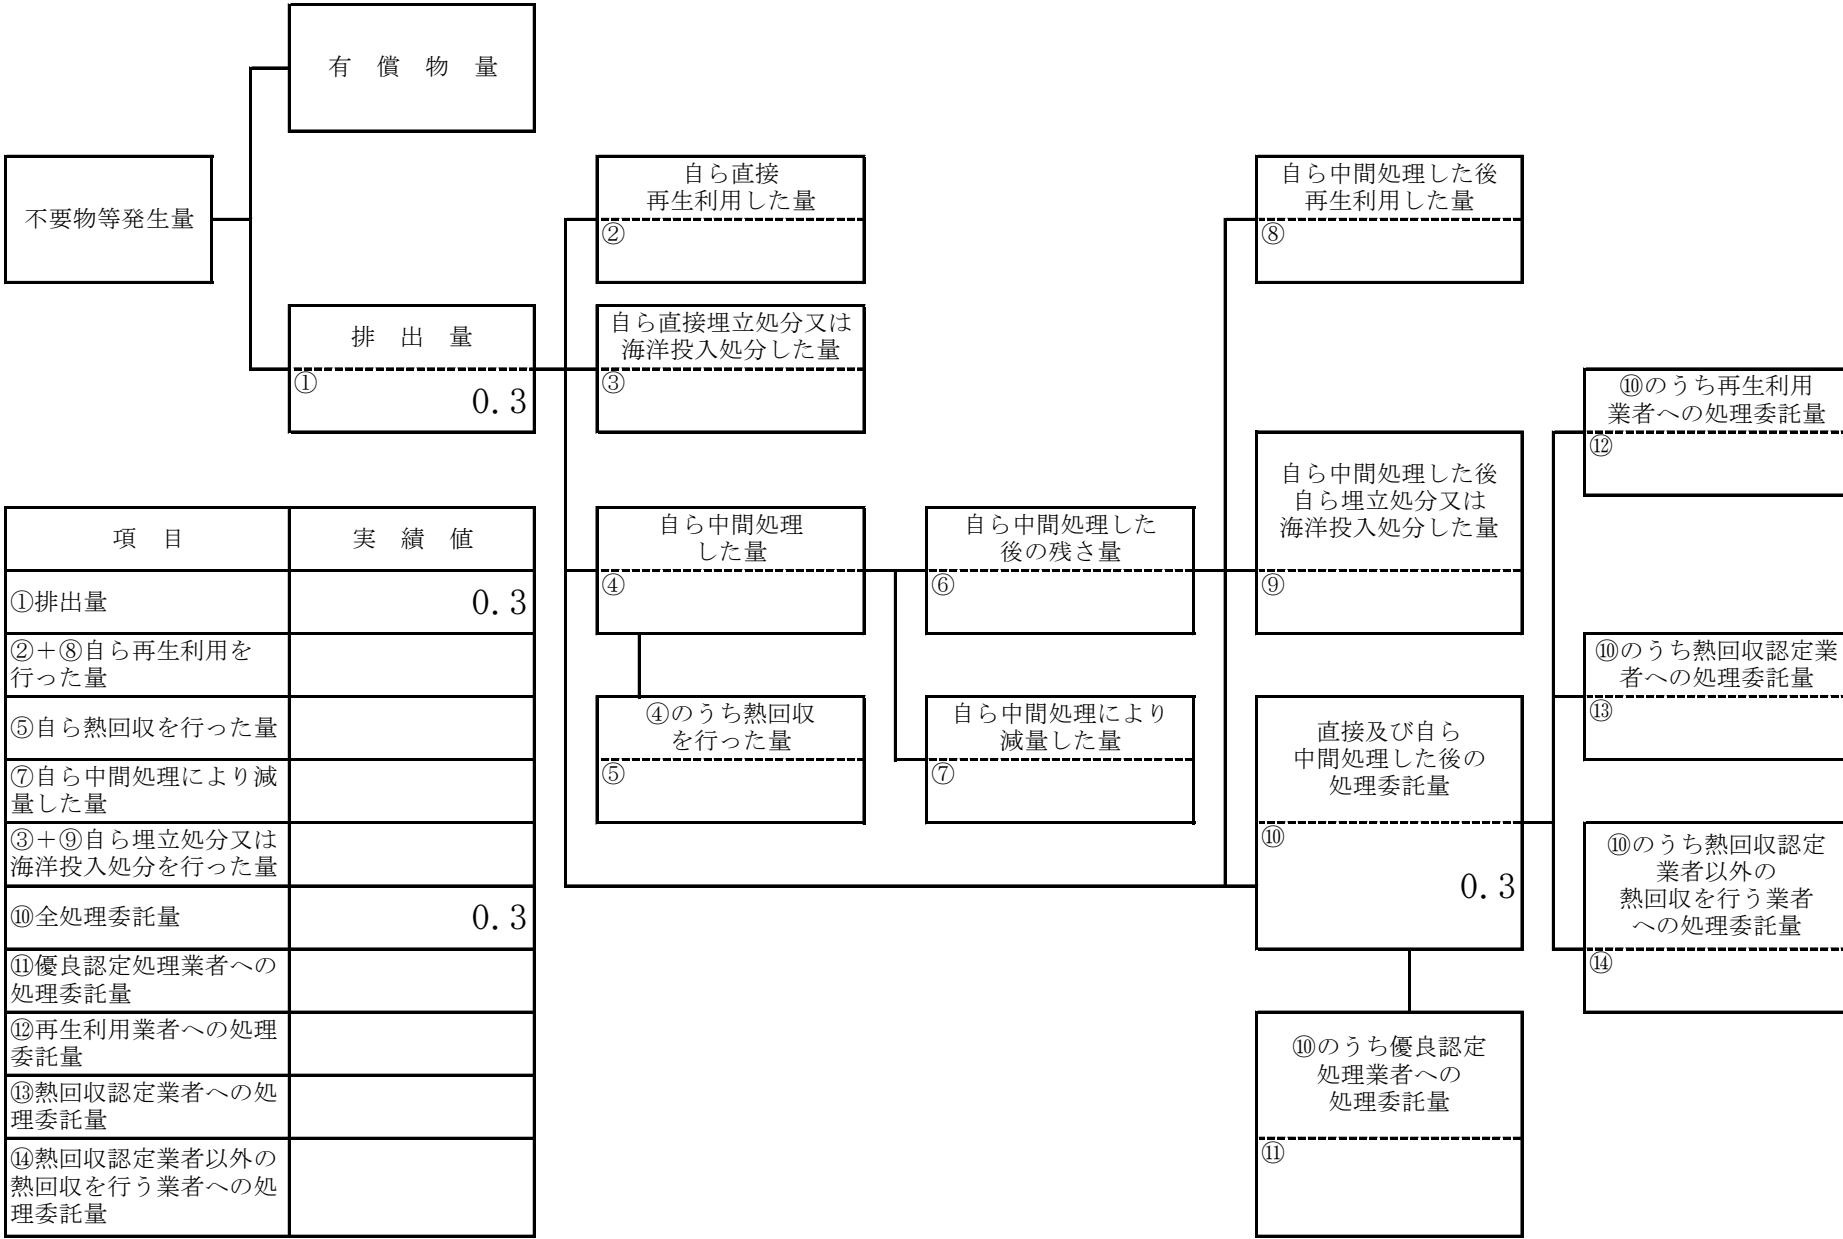 有　償　物　量
不要物等発生量
排　出　量
①
0.3
自ら直接
再生利用した量
②
自ら直接埋立処分又は
海洋投入処分した量
③
自ら中間処理
した量
④
④のうち熱回収
を行った量
⑤
自ら中間処理した
後の残さ量
⑥
自ら中間処理により
減量した量
⑦
自ら中間処理した後
再生利用した量
⑧
自ら中間処理した後
自ら埋立処分又は
海洋投入処分した量
⑨
直接及び自ら
中間処理した後の
処理委託量
⑩
0.3
⑩のうち優良認定
処理業者への
処理委託量
⑪
⑩のうち再生利用
業者への処理委託量
⑫
⑩のうち熱回収認定業
者への処理委託量
⑬
⑩のうち熱回収認定
業者以外の
熱回収を行う業者
への処理委託量
⑭
項　目　実　績　値
①排出量　0.3
②＋⑧自ら再生利用を
行った量
⑤自ら熱回収を行った量
⑦自ら中間処理により減
量した量
③＋⑨自ら埋立処分又は
海洋投入処分を行った量
⑩全処理委託量　0.3
⑪優良認定処理業者への
処理委託量
⑫再生利用業者への処理
委託量
⑬熱回収認定業者への処
理委託量
⑭熱回収認定業者以外の
熱回収を行う業者への処
理委託量